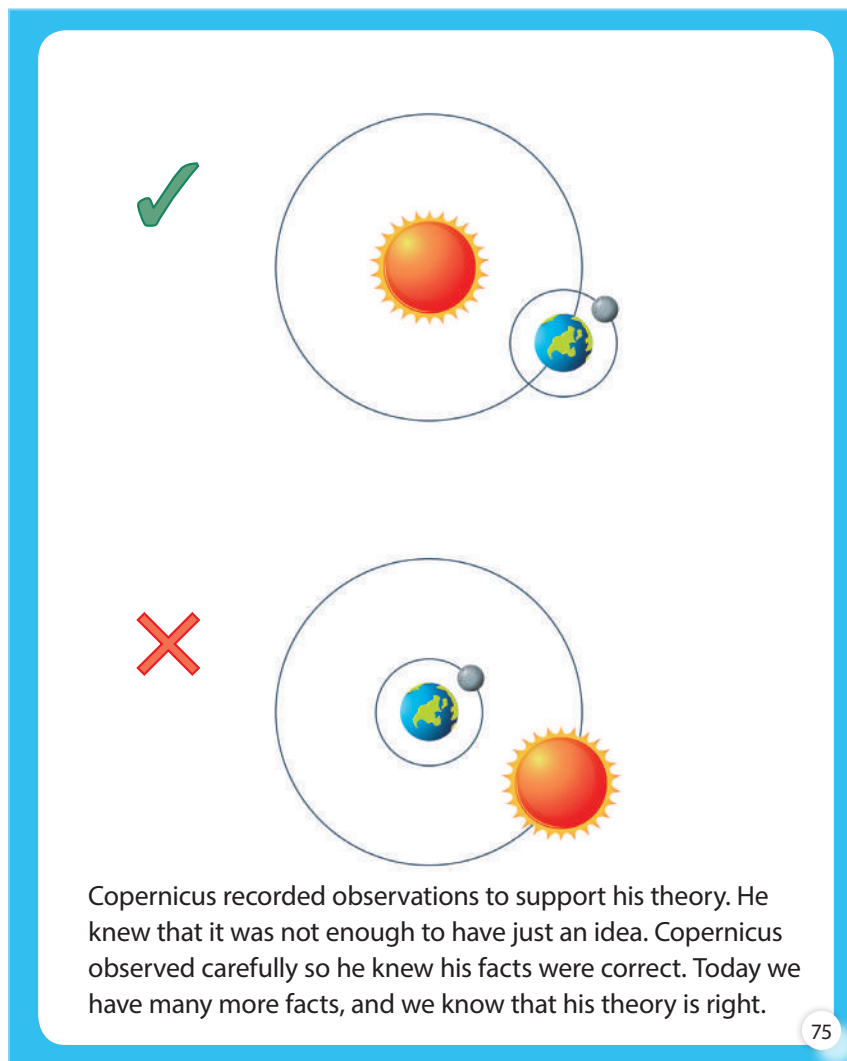 Copernicus recorded observations to support his theory. He
knew that it was not enough to have just an idea. Copernicus
observed carefully so he knew his facts were correct. Today we
have many more facts, and we know that his theory is right.
75